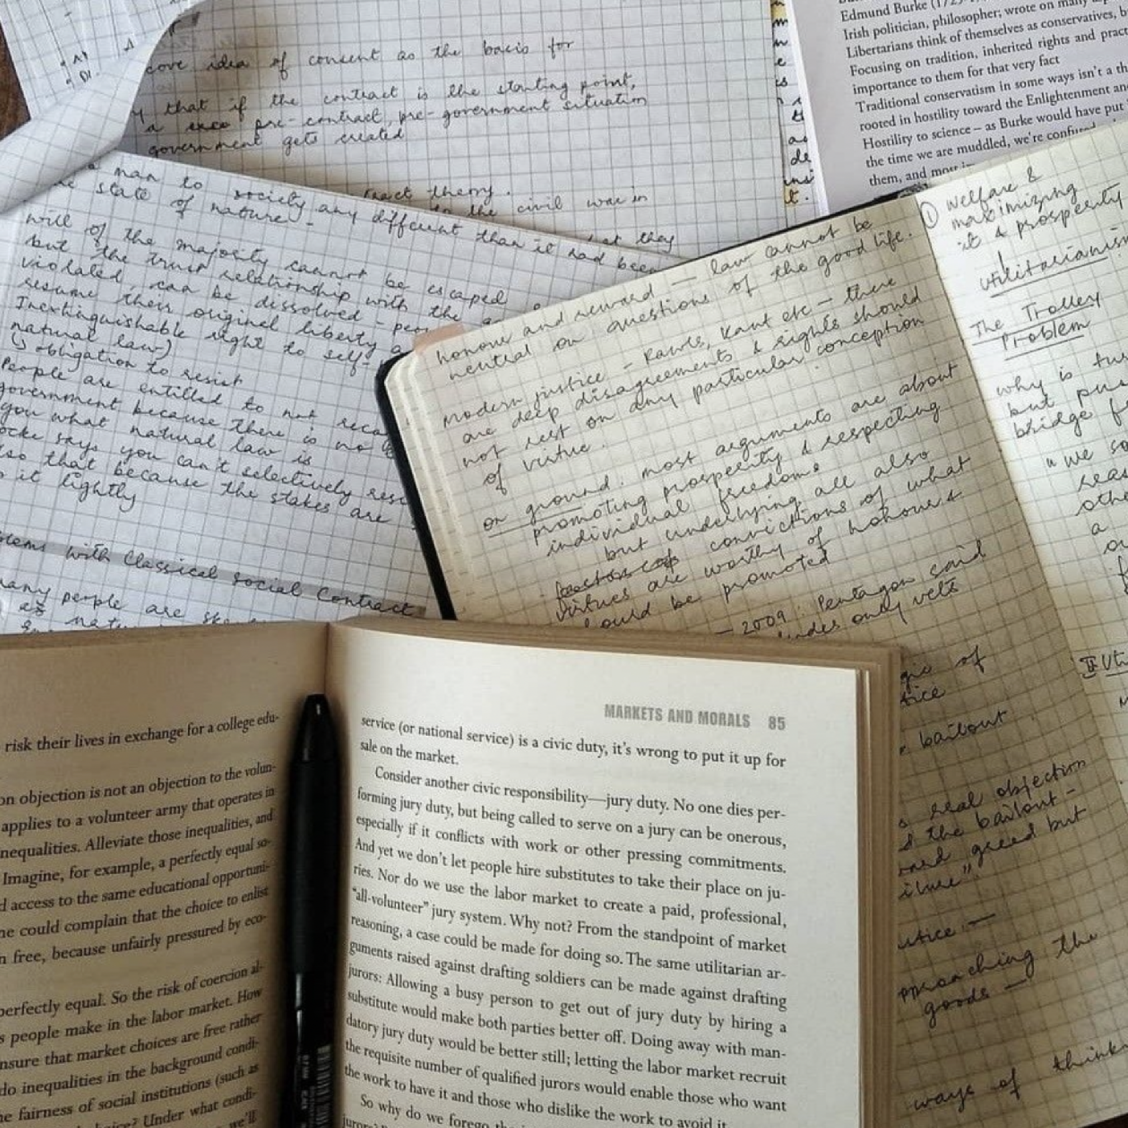 core idea of consent as the basis for
that if the contract is the starting point,
a pre-contract, pre-government situation
government gets created
theory.
the civil war in
Edmund Burke
Irish politician, philosopher; wrote on many
Libertarians think of themselves as conservatives, b
Focusing on tradition, inherited rights and prac
importance to them for that very fact
Traditional conservatism in some ways isn't a th
rooted in hostility toward the Enlightenment and
Hostility to science – as Burke would have put
the time we are muddled, we're confused
them, and most
man to society any different than it had been
state of nature
they
will of the majority cannot be escaped
but the trust relationship with the
violated, can be dissolved - peo
resume their original liberty
Inextinguishable right to self
natural law)
(↳ obligation to resist
People are entitled to not
government because there is no
you what natural law is
ocke says you can't selectively
so that because the stakes are
it lightly
lems with Classical Social Contract
any people are
honour and reward — law cannot be
neutral on questions of the good life.
modern justice - Rawls, Kant etc — there
are deep disagreements & rights should
not rest on any particular conception
of virtue.
on ground: most arguments are about
promoting prosperity & respecting
individual freedoms
but underlying all also
convictions of what
virtues are worthy of honour &
should be promoted
2009: Pentagon said
ludes only vets
gic of
tice
bailout
real objection
the bailout -
greed but
ilure"
ustice —
proaching the
goods —
ways of think
① welfare &
maximizing
it & prosperity
utilitarianism
The Trolley
Problem
why is
but
bridge
"we
II Uti
risk their lives in exchange for a college edu-
on objection is not an objection to the volun-
applies to a volunteer army that operates in
nequalities. Alleviate those inequalities, and
Imagine, for example, a perfectly equal so-
d access to the same educational opportuni-
ne could complain that the choice to enlist
n free, because unfairly pressured by eco-
perfectly equal. So the risk of coercion al-
s people make in the labor market. How
nsure that market choices are free rather
do inequalities in the background condi-
e fairness of social institutions (such as
Under what condi-
we'll
MARKETS AND MORALS 85
service (or national service) is a civic duty, it's wrong to put it up for
sale on the market.
Consider another civic responsibility—jury duty. No one dies per-
forming jury duty, but being called to serve on a jury can be onerous,
especially if it conflicts with work or other pressing commitments.
And yet we don't let people hire substitutes to take their place on ju-
ries. Nor do we use the labor market to create a paid, professional,
"all-volunteer" jury system. Why not? From the standpoint of market
reasoning, a case could be made for doing so. The same utilitarian ar-
guments raised against drafting soldiers can be made against drafting
jurors: Allowing a busy person to get out of jury duty by hiring a
substitute would make both parties better off. Doing away with man-
datory jury duty would be better still; letting the labor market recruit
the requisite number of qualified jurors would enable those who want
the work to have it and those who dislike the work to avoid it.
So why do we forego